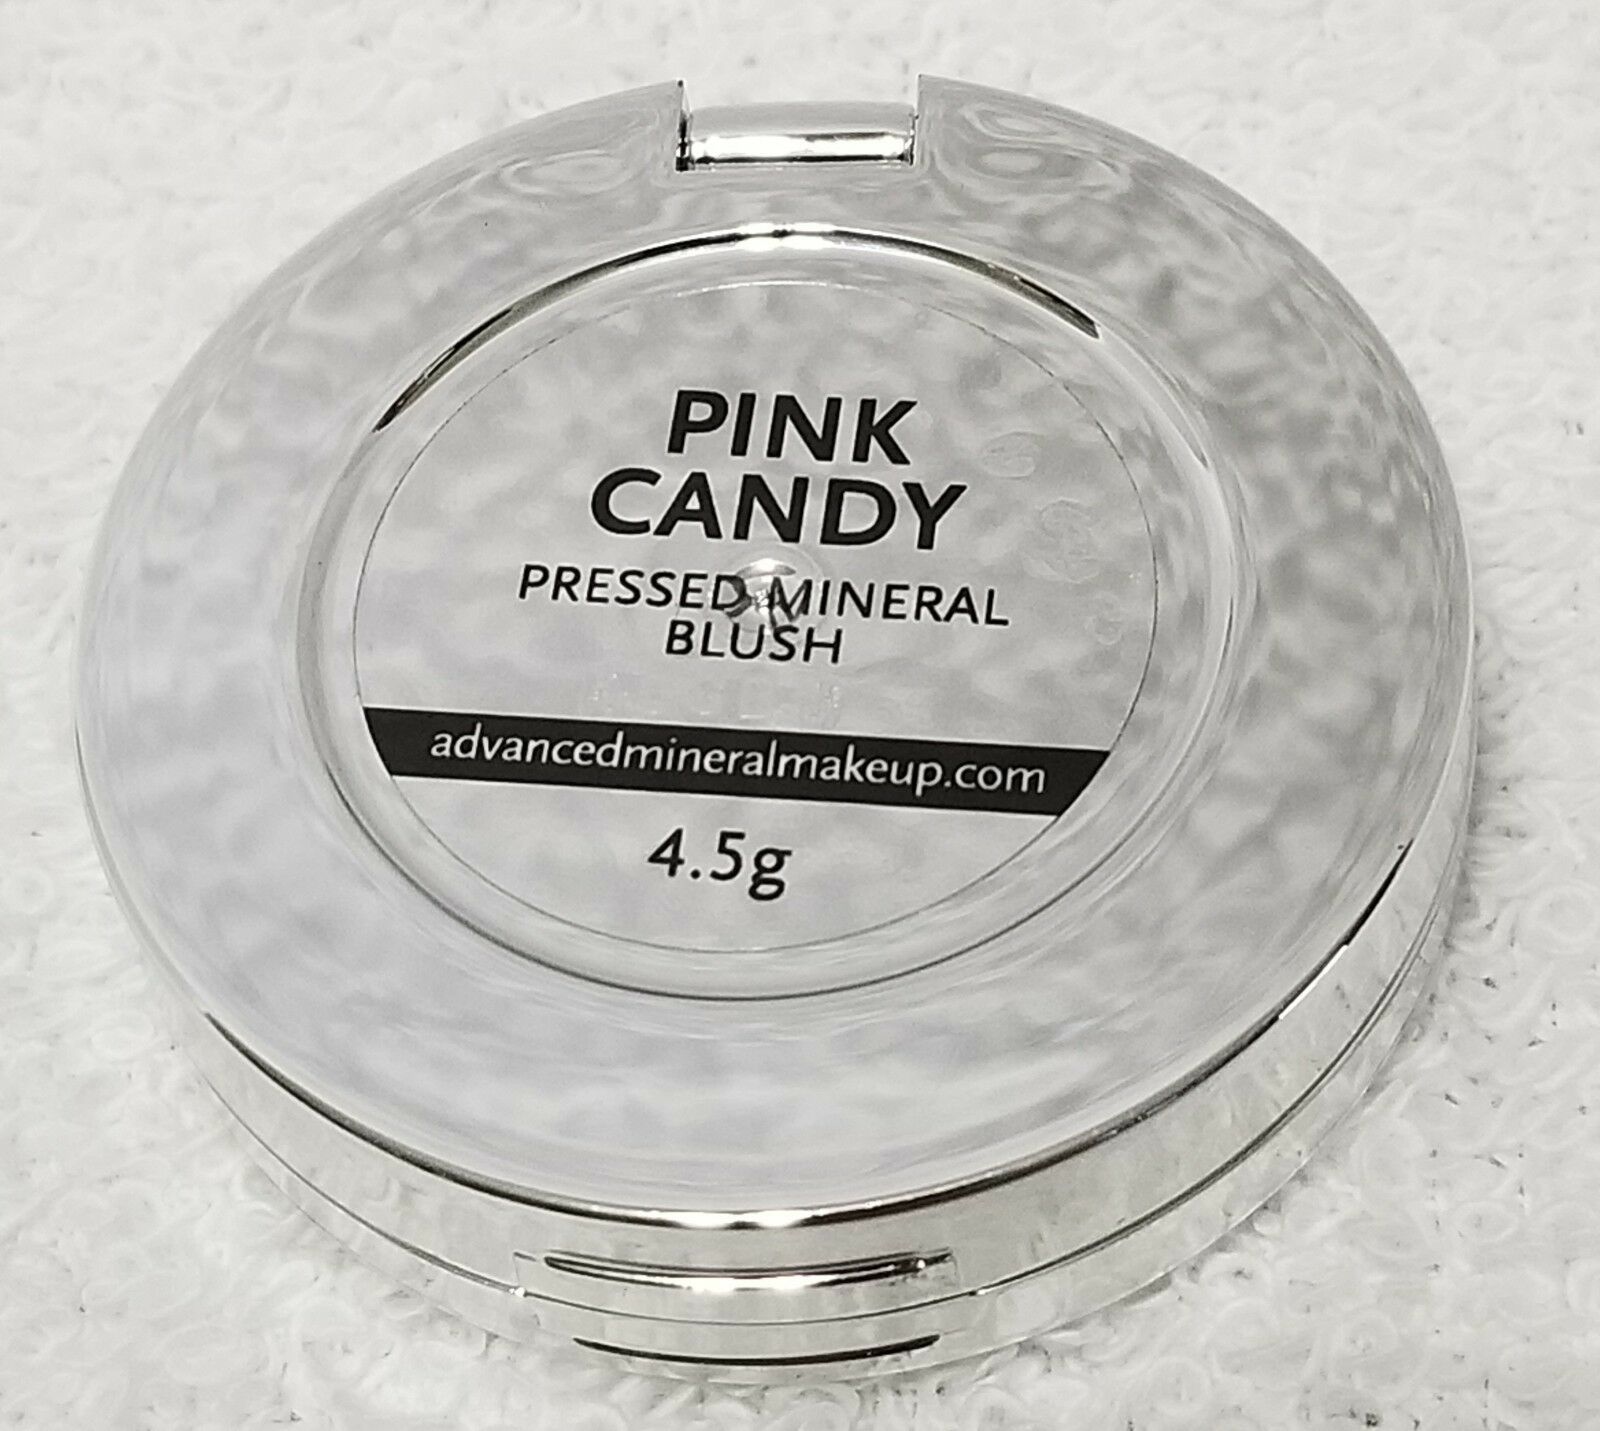 PINK
CANDY
PRESSED MINERAL
BLUSH
advancedmineralmakeup.com
4.5g